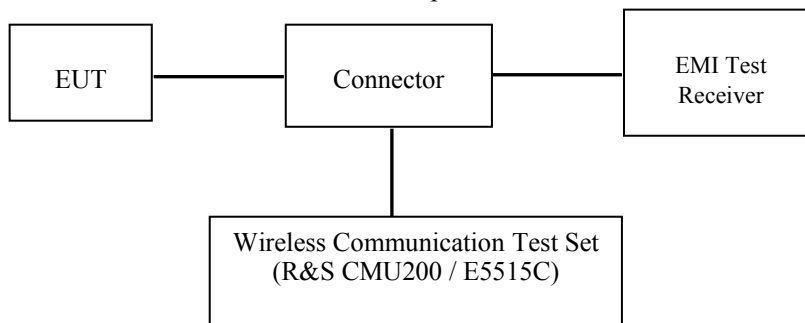 EUT
Connector
EMI Test
Receiver
Wireless Communication Test Set
(R&S CMU200 / E5515C)